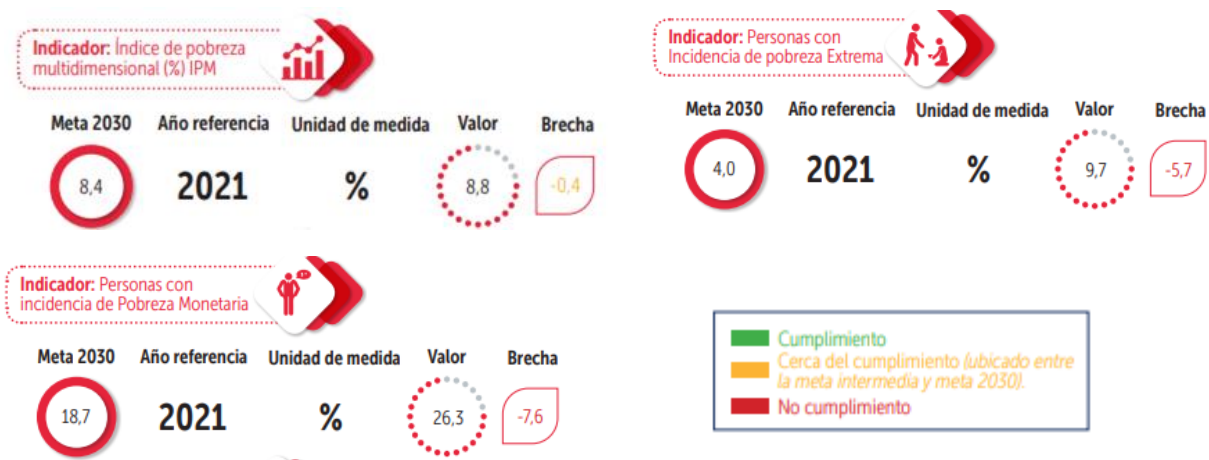 Indicador: Índice de pobreza
multidimensional (%) IPM
Meta 2030 Año referencia Unidad de medida Valor Brecha
8,4 2021 % 8,8 -0,4
Indicador: Personas con
Incidencia de pobreza Extrema
Meta 2030 Año referencia Unidad de medida Valor Brecha
4,0 2021 % 9,7 -5,7
Indicador: Personas con
incidencia de Pobreza Monetaria
Meta 2030 Año referencia Unidad de medida Valor Brecha
18,7 2021 % 26,3 -7,6
Cumplimiento
Cerca del cumplimiento (ubicado entre
la meta intermedia y meta 2030).
No cumplimiento